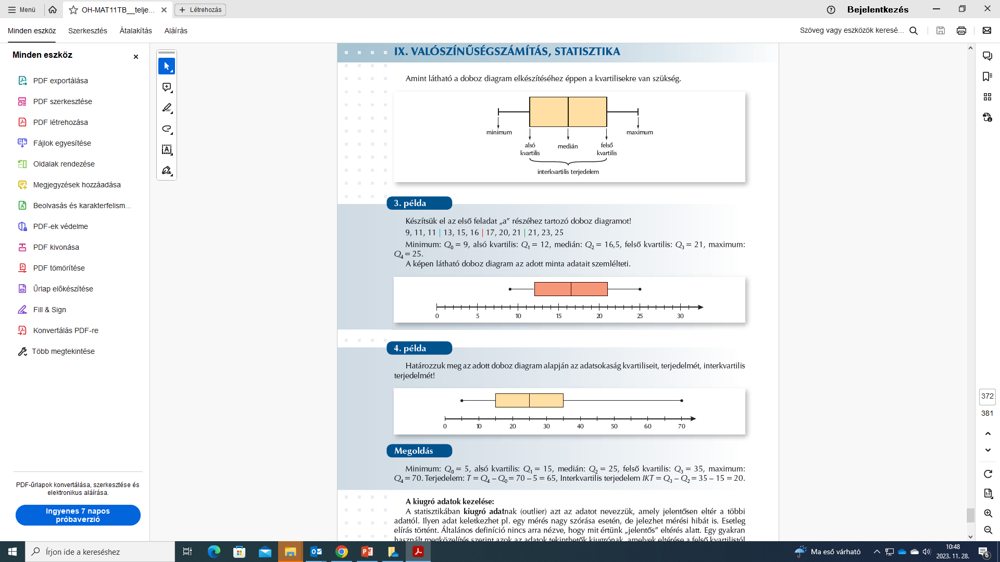 Menü
OH-MAT11TB__telje...
Létrehozás
Bejelentkezés
Minden eszköz
Szerkesztés
Átalakítás
Aláírás
Szöveg vagy eszközök keresé...
Minden eszköz
PDF exportálása
PDF szerkesztése
PDF létrehozása
Fájlok egyesítése
Oldalak rendezése
Megjegyzések hozzáadása
Beolvasás és karakterfelism...
PDF-ek védelme
PDF kivonása
PDF tömörítése
Űrlap előkészítése
Fill & Sign
Konvertálás PDF-re
Több megtekintése
PDF-űrlapok konvertálása, szerkesztése és
elektronikus aláírása.
Ingyenes 7 napos
próbaverzió
IX. VALÓSZÍNŰSÉGSZÁMÍTÁS, STATISZTIKA
Amint látható a doboz diagram elkészítéséhez éppen a kvartilisekre van szükség.
minimum
maximum
alsó
kvartilis
medián
felső
kvartilis
interkvartilis terjedelem
3. példa
Készítsük el az első feladat „a” részéhez tartozó doboz diagramot!
9, 11, 11 | 13, 15, 16 | 17, 20, 21 | 21, 23, 25
Minimum: Q0 = 9, alsó kvartilis: Q1 = 12, medián: Q2 = 16,5, felső kvartilis: Q3 = 21, maximum:
Q4 = 25.
A képen látható doboz diagram az adott minta adatait szemlélteti.
0 5 10 15 20 25 30
4. példa
Határozzuk meg az adott doboz diagram alapján az adatsokaság kvartiliseit, terjedelmét, interkvartilis
terjedelmét!
0 10 20 30 40 50 60 70
Megoldás
Minimum: Q0 = 5, alsó kvartilis: Q1 = 15, medián: Q2 = 25, felső kvartilis: Q3 = 35, maximum:
Q4 = 70. Terjedelem: T = Q4 – Q0 = 70 – 5 = 65, Interkvartilis terjedelem IKT = Q3 – Q2 = 35 – 15 = 20.
A kiugró adatok kezelése:
A statisztikában kiugró adatnak (outlier) azt az adatot nevezzük, amely jelentősen eltér a többi
adattól. Ilyen adat keletkezhet pl. egy mérés nagy szórása esetén, de jelezhet mérési hibát is. Esetleg
elírás történt. Általános definíció nincs arra nézve, hogy mit értünk „jelentős” eltérés alatt. Egy gyakran
használt megközelítés szerint azok az adatok tekinthetők kiugrónak, amelyek eltérése a felső kvartilistól
372
381
Írjon ide a kereséshez
Ma eső várható
10:48
2023. 11. 28.
6